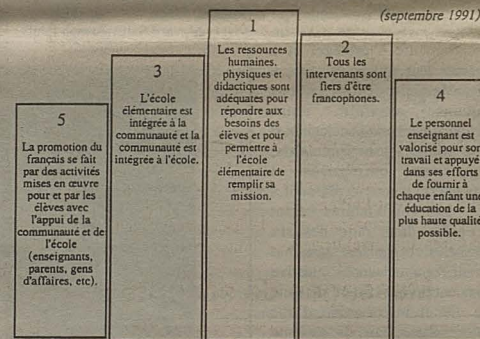 (septembre 1991)
5
La promotion du
français se fait
par des activités
mises en œuvre
pour et par les
élèves avec
l'appui de la
communauté et de
l'école
(enseignants,
parents, gens
d'affaires, etc).
3
L'école
élémentaire est
intégrée à la
communauté et la
communauté est
intégrée à l'école.
1
Les ressources
humaines,
physiques et
didactiques sont
adéquates pour
répondre aux
besoins des
élèves et pour
permettre à
l'école
élémentaire de
remplir sa
mission.
2
Tous les
intervenants sont
fiers d'être
francophones.
4
Le personnel
enseignant est
valorisé pour son
travail et appuyé
dans ses efforts
de fournir à
chaque enfant une
éducation de la
plus haute qualité
possible.